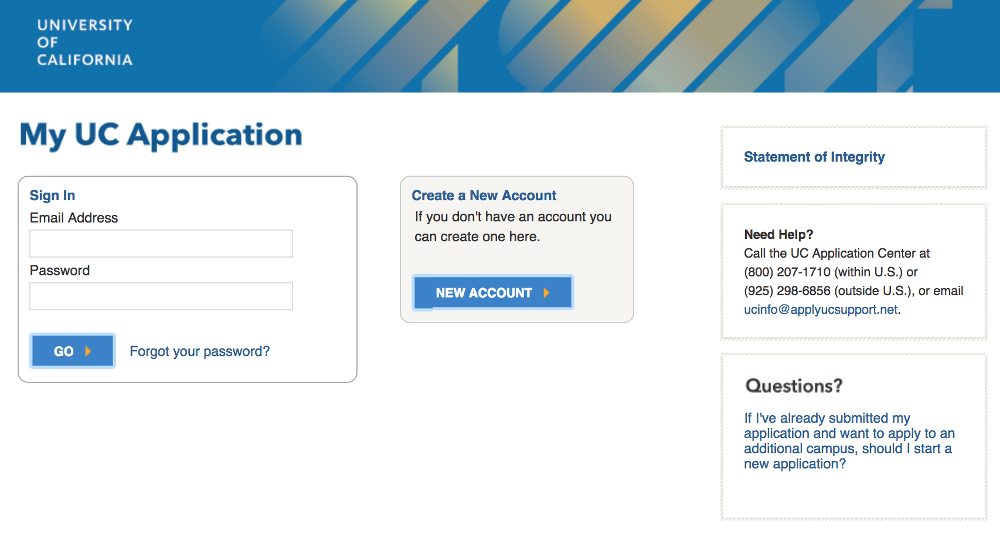 UNIVERSITY
OF
CALIFORNIA
My UC Application
Sign In
Email Address
Password
GO
Forgot your password?
Create a New Account
If you don't have an account you
can create one here.
NEW ACCOUNT
Statement of Integrity
Need Help?
Call the UC Application Center at
(800) 207-1710 (within U.S.) or
(925) 298-6856 (outside U.S.), or email
ucinfo@applyucsupport.net.
Questions?
If I've already submitted my
application and want to apply to an
additional campus, should I start a
new application?